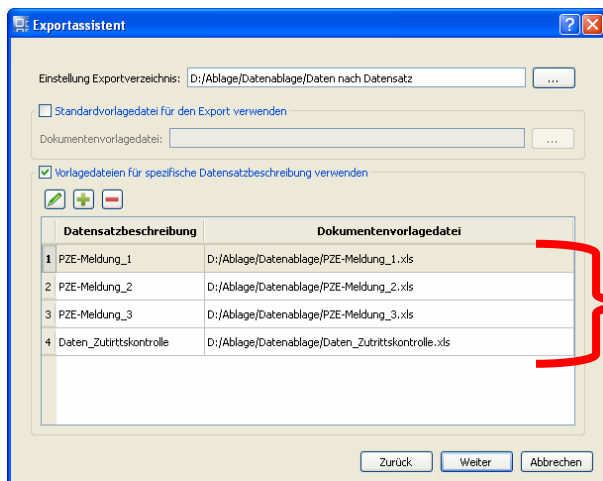 Exportassistent
Einstellung Exportverzeichnis: D:/Ablage/Datenablage/Daten nach Datensatz ...
Standardvorlagedatei für den Export verwenden
Dokumentenvorlagedatei: ...
Vorlagedateien für spezifische Datensatzbeschreibung verwenden
Datensatzbeschreibung Dokumentenvorlagedatei
1 PZE-Meldung_1 D:/Ablage/Datenablage/PZE-Meldung_1.xls
2 PZE-Meldung_2 D:/Ablage/Datenablage/PZE-Meldung_2.xls
3 PZE-Meldung_3 D:/Ablage/Datenablage/PZE-Meldung_3.xls
4 Daten_Zutirttskontrolle D:/Ablage/Datenablage/Daten_Zutrittskontrolle.xls
Zurück Weiter Abbrechen